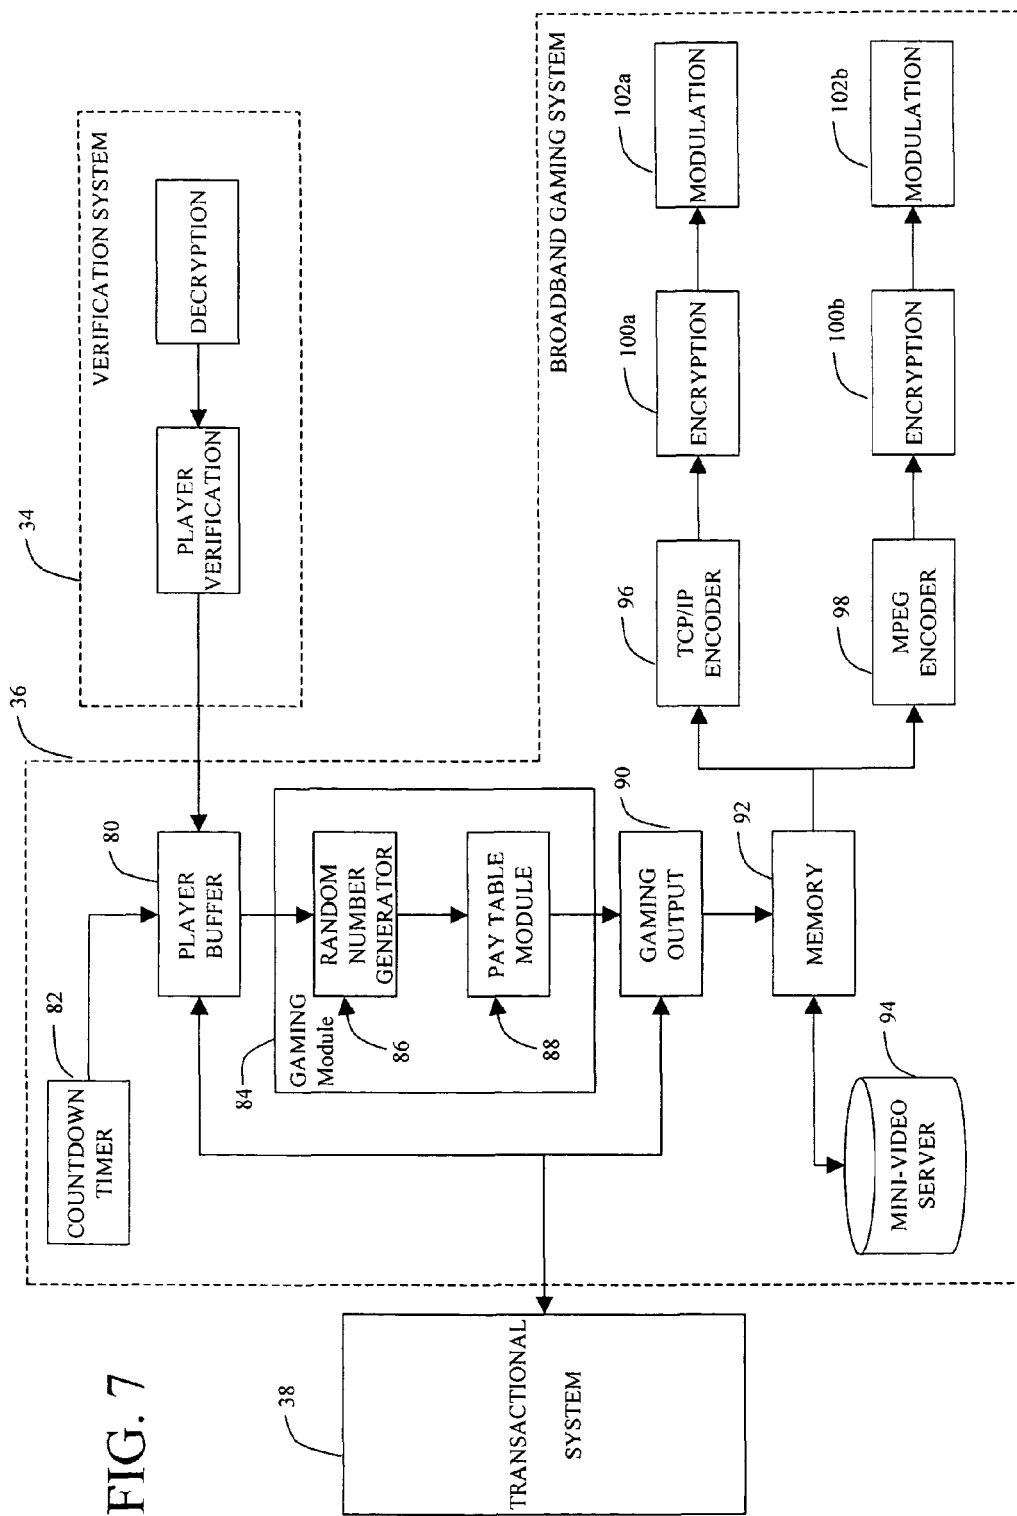 FIG. 7
38
TRANSACTIONAL
SYSTEM
36
82
COUNTDOWN
TIMER
80
PLAYER
BUFFER
34
VERIFICATION SYSTEM
PLAYER
VERIFICATION
DECRYPTION
84
GAMING
Module
RANDOM
NUMBER
GENERATOR
86
PAY TABLE
MODULE
88
90
GAMING
OUTPUT
92
MEMORY
94
MINI-VIDEO
SERVER
BROADBAND GAMING SYSTEM
96
TCP/IP
ENCODER
100a
ENCRYPTION
102a
MODULATION
98
MPEG
ENCODER
100b
ENCRYPTION
102b
MODULATION